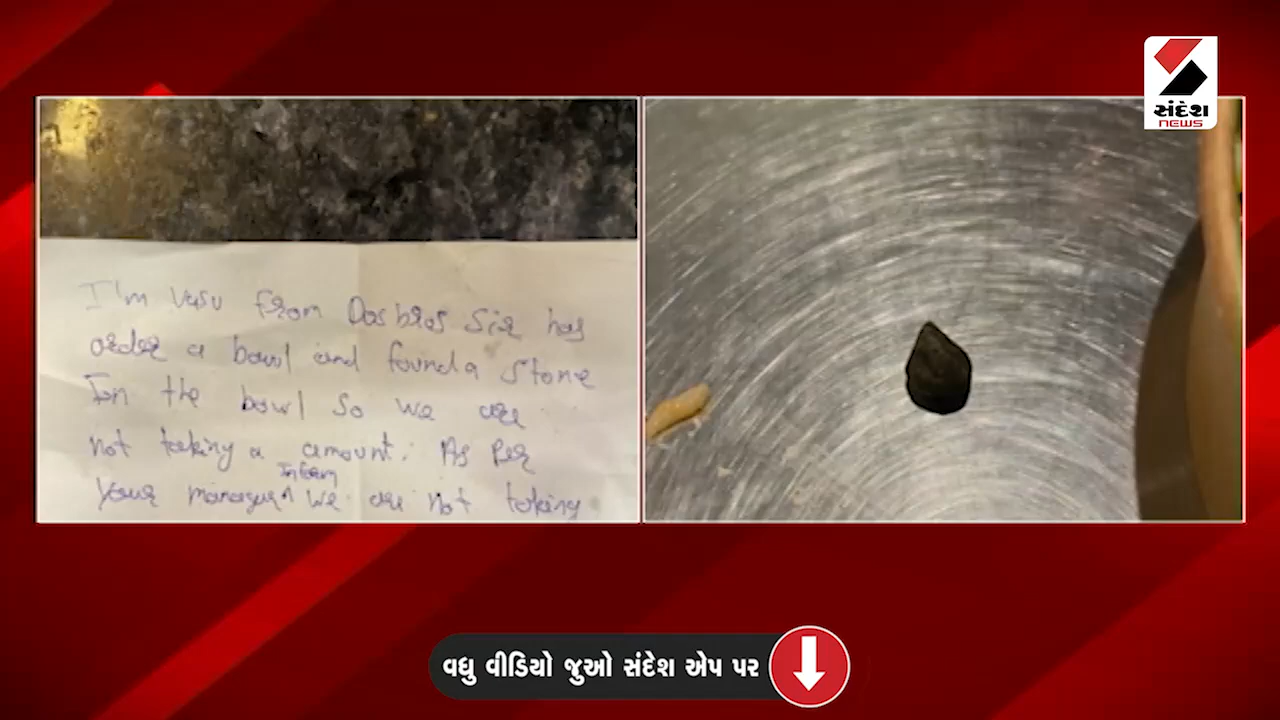 સંદેશ
NEWS
I'm Vasu from Dosbros Sir has
order a bowl and found a stone
In the bowl so we are
not taking a amount. As Per
Your manager inform we are not taking
વધુ વીડિયો જુઓ સંદેશ એપ પર